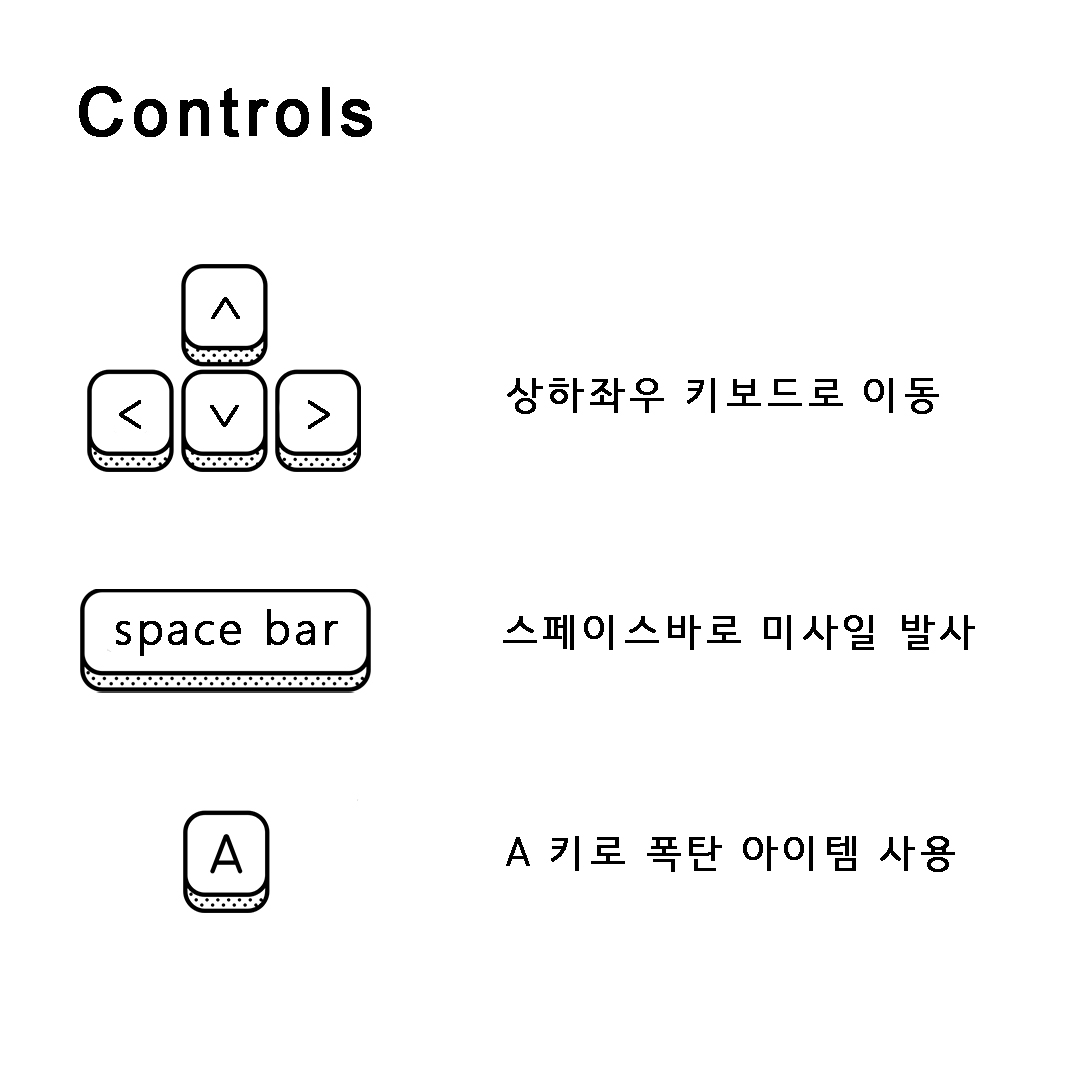 Controls
^
< v >
상하좌우 키보드로 이동
space bar
스페이스바로 미사일 발사
A
A 키로 폭탄 아이템 사용